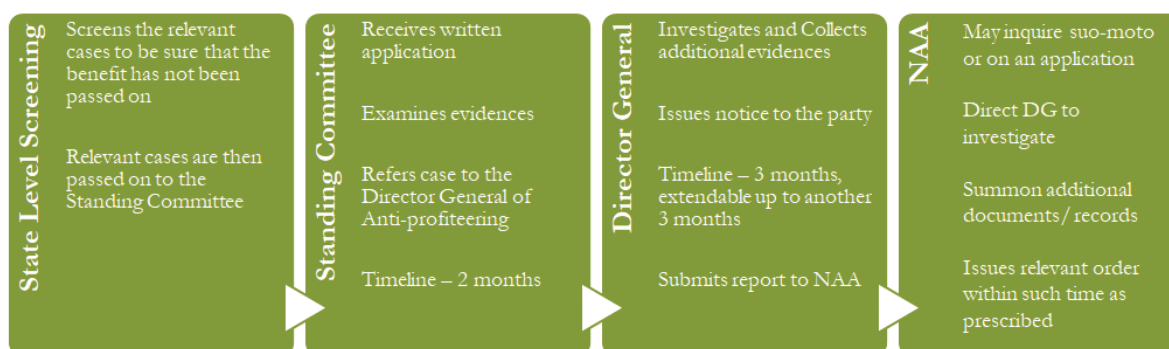 State Level Screening
Screens the relevant
cases to be sure that the
benefit has not been
passed on
Relevant cases are then
passed on to the
Standing Committee
Standing Committee
Receives written
application
Examines evidences
Refers case to the
Director General of
Anti-profiteering
Timeline – 2 months
Director General
Investigates and Collects
additional evidences
Issues notice to the party
Timeline – 3 months,
extendable up to another
3 months
Submits report to NAA
NAA
May inquire suo-moto
or on an application
Direct DG to
investigate
Summon additional
documents/ records
Issues relevant order
within such time as
prescribed